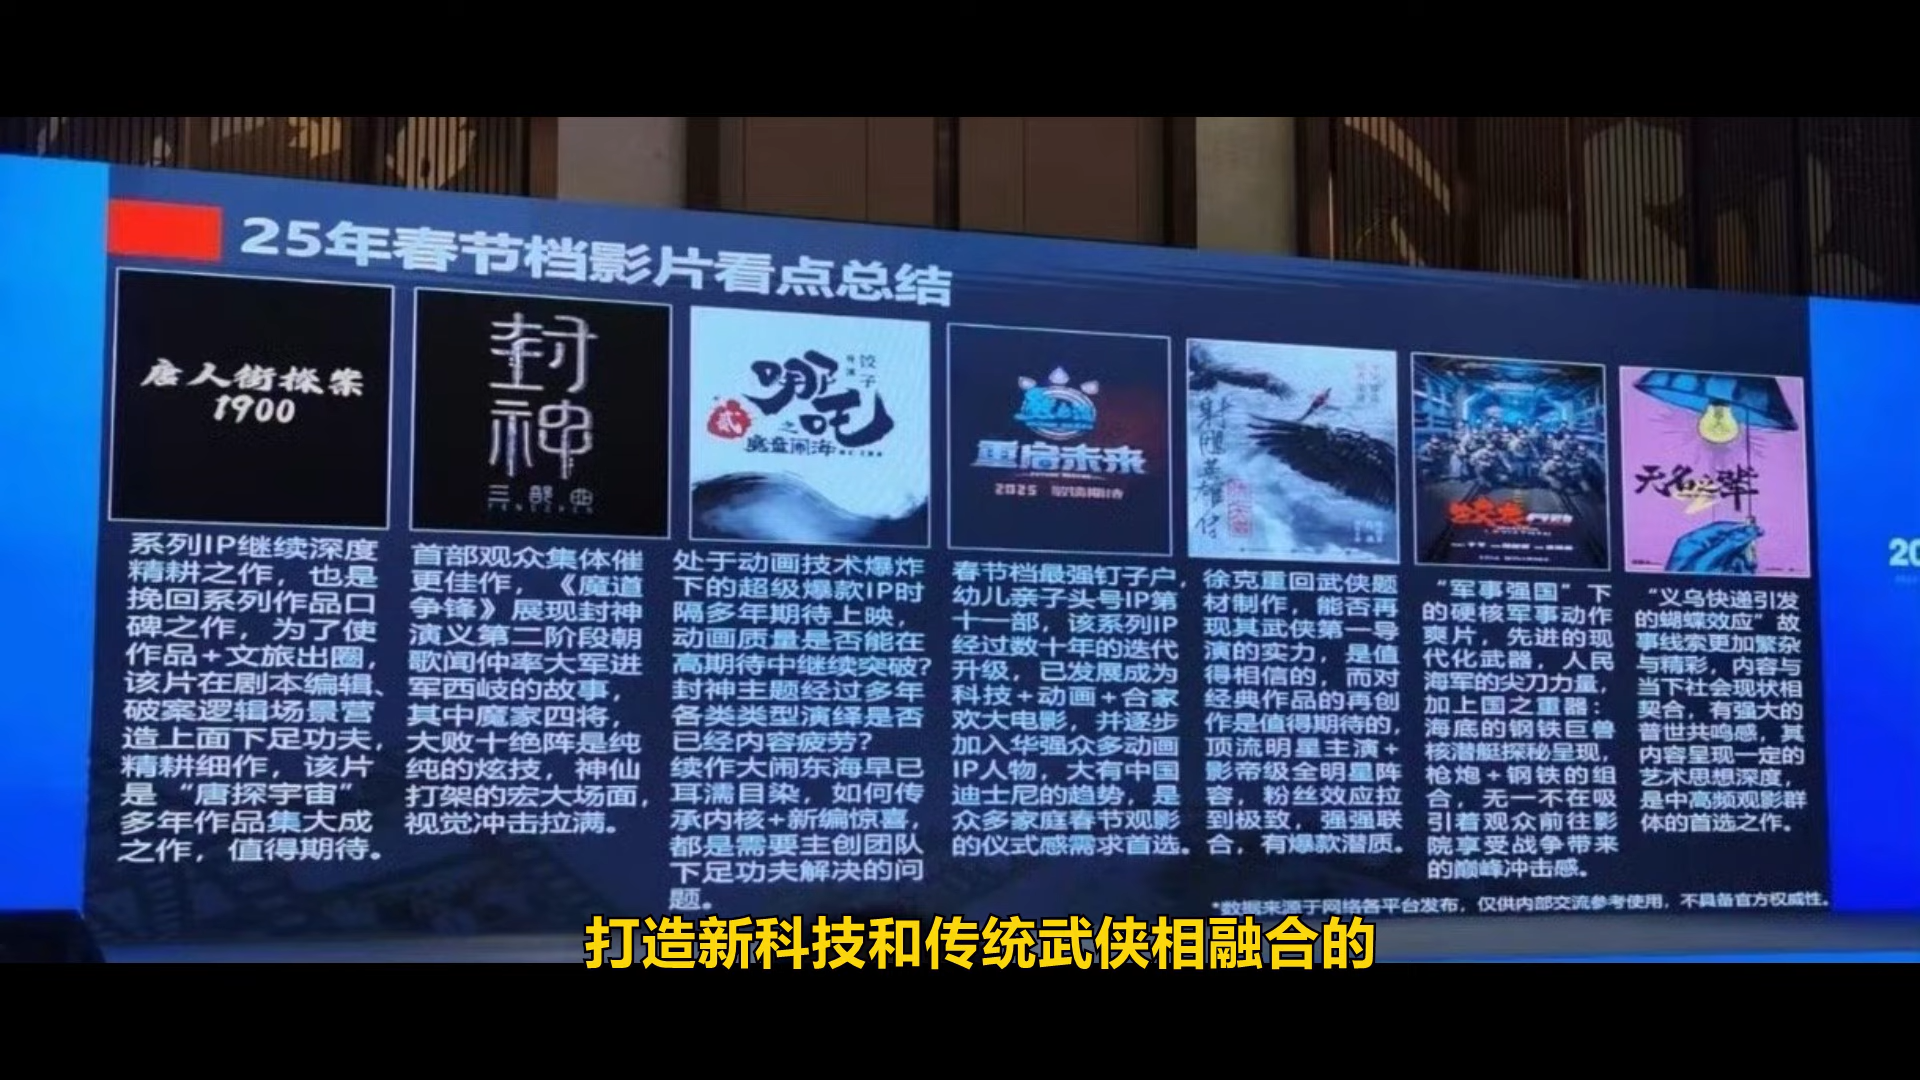 25年春节档影片看点总结
唐人街探案
1900
封神
三部曲
导演 饺子
哪吒
贰
之
魔童闹海
重启未来
2025
射雕英雄传
无名之辈
系列IP继续深度
精耕之作，也是
挽回系列作品口
碑之作，为了使
作品+文旅出圈，
该片在剧本编辑、
破案逻辑场景营
造上面下足功夫，
精耕细作，该片
是“唐探宇宙”
多年作品集大成
之作，值得期待。
首部观众集体催
更佳作，《魔道
争锋》展现封神
演义第二阶段朝
歌闻仲率大军进
军西岐的故事，
其中魔家四将，
大败十绝阵是纯
纯的炫技，神仙
打架的宏大场面，
视觉冲击拉满。
处于动画技术爆炸
下的超级爆款IP时
隔多年期待上映，
动画质量是否能在
高期待中继续突破？
封神主题经过多年
各类类型演绎是否
已经内容疲劳？
续作大闹东海早已
耳濡目染，如何传
承内核+新编惊喜，
都是需要主创团队
下足功夫解决的问
题。
春节档最强钉子户，
幼儿亲子头号IP第
十一部，该系列IP
经过数十年的迭代
升级，已发展成为
科技+动画+合家
欢大电影，并逐步
加入华强众多动画
IP人物，大有中国
迪士尼的趋势，是
众多家庭春节观影
的仪式感需求首选。
徐克重回武侠题
材制作，能否再
现其武侠第一导
演的实力，是值
得相信的，而对
经典作品的再创
作是值得期待的，
顶流明星主演+
影帝级全明星阵
容，粉丝效应拉
到极致，强强联
合，有爆款潜质。
“军事强国”下
的硬核军事动作
爽片，先进的现
代化武器，人民
海军的尖刀力量，
加上国之重器：
海底的钢铁巨兽
核潜艇探秘呈现，
枪炮+钢铁的组
合，无一不在吸
引着观众前往影
院享受战争带来
的巅峰冲击感。
“义乌快递引发
的蝴蝶效应”故
事线索更加繁杂
与精彩，内容与
当下社会现状相
契合，有强大的
普世共鸣感，其
内容呈现一定的
艺术思想深度，
是中高频观影群
体的首选之作。
*数据来源于网络各平台发布，仅供内部交流参考使用，不具备官方权威性。
20
打造新科技和传统武侠相融合的